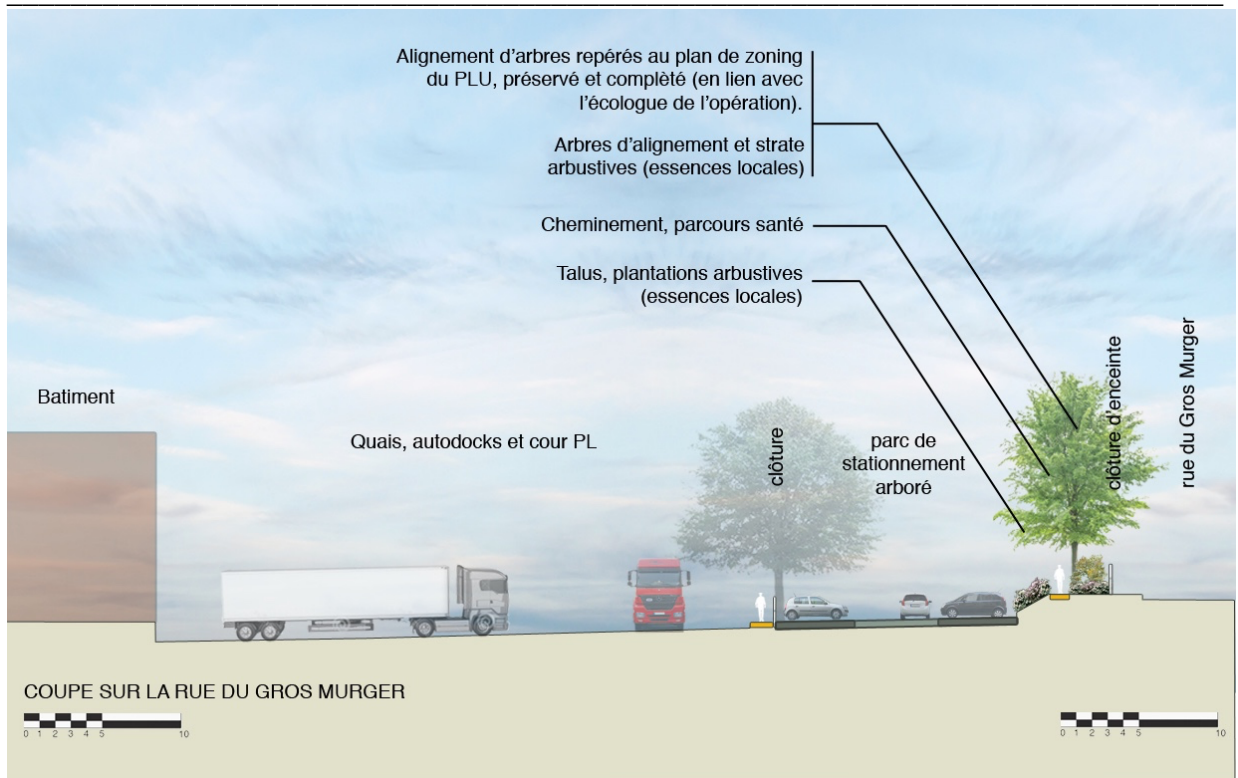 Alignement d'arbres repérés au plan de zoning
du PLU, préservé et complèté (en lien avec
l'écologue de l'opération).
Arbres d'alignement et strate
arbustives (essences locales)
Cheminement, parcours santé
Talus, plantations arbustives
(essences locales)
Batiment
Quais, autodocks et cour PL
clôture
parc de
stationnement
arboré
clôture d'enceinte
rue du Gros Murger
COUPE SUR LA RUE DU GROS MURGER
0 1 2 3 4 5 10
0 1 2 3 4 5 10